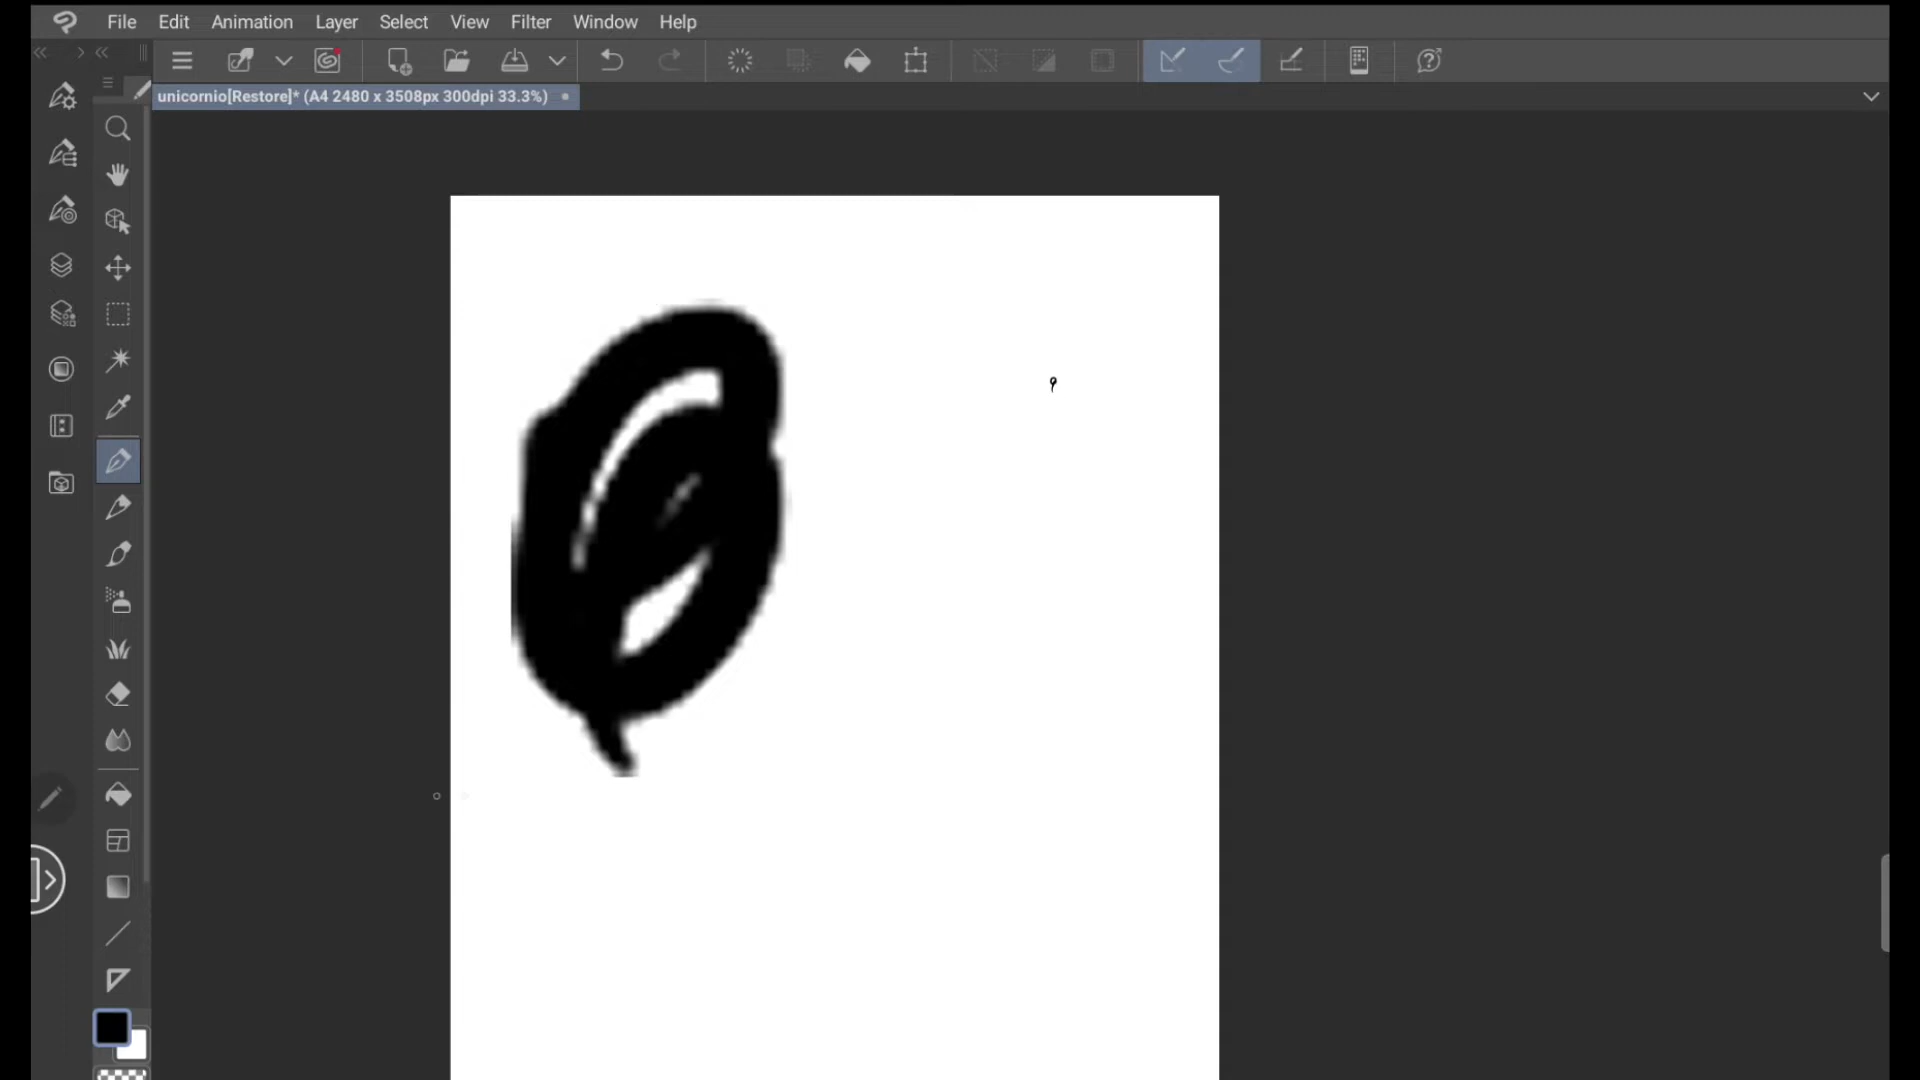 File Edit Animation Layer Select View Filter Window Help
unicornio[Restore]* (A4 2480 x 3508px 300dpi 33.3%)